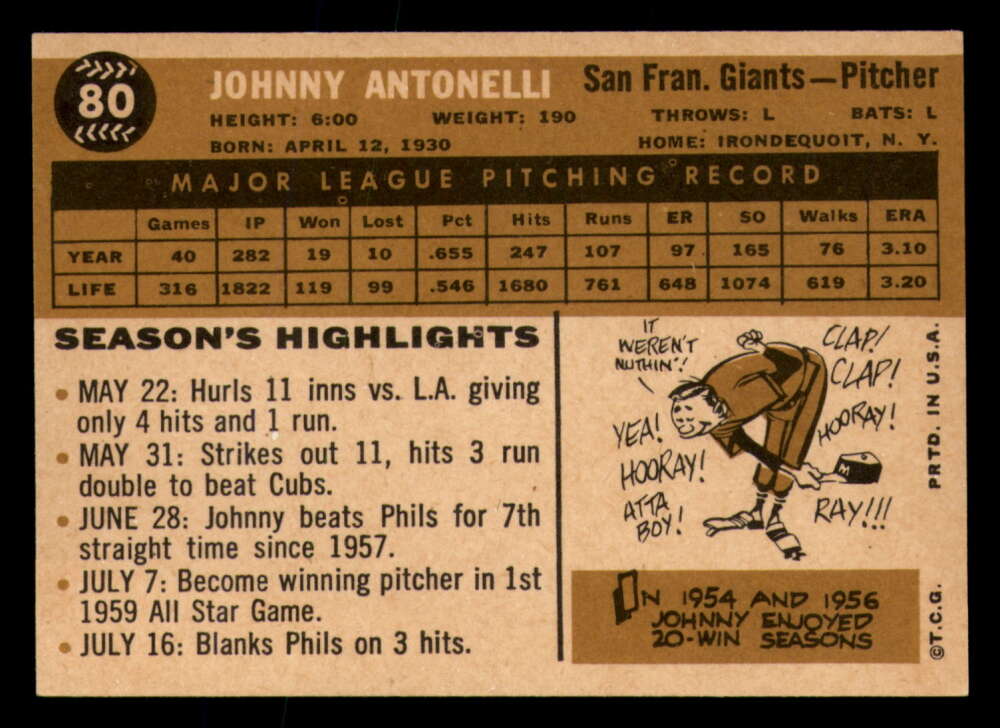 80
JOHNNY ANTONELLI
San Fran. Giants—Pitcher
HEIGHT: 6:00 WEIGHT: 190 THROWS: L BATS: L
BORN: APRIL 12, 1930 HOME: IRONDEQUOIT, N. Y.
MAJOR LEAGUE PITCHING RECORD
Games IP Won Lost Pct Hits Runs ER SO Walks ERA
YEAR 40 282 19 10 .655 247 107 97 165 76 3.10
LIFE 316 1822 119 99 .546 1680 761 648 1074 619 3.20
SEASON'S HIGHLIGHTS
• MAY 22: Hurls 11 inns vs. L.A. giving
only 4 hits and 1 run.
• MAY 31: Strikes out 11, hits 3 run
double to beat Cubs.
• JUNE 28: Johnny beats Phils for 7th
straight time since 1957.
• JULY 7: Become winning pitcher in 1st
1959 All Star Game.
• JULY 16: Blanks Phils on 3 hits.
IT
WEREN'T
NUTHIN'!
CLAP!
CLAP!
YEA!
HOORAY!
HOORAY!
ATTA
BOY!
M
RAY!!!
IN 1954 AND 1956
JOHNNY ENJOYED
20-WIN SEASONS
PRTD. IN U.S.A.
©T.C.G.